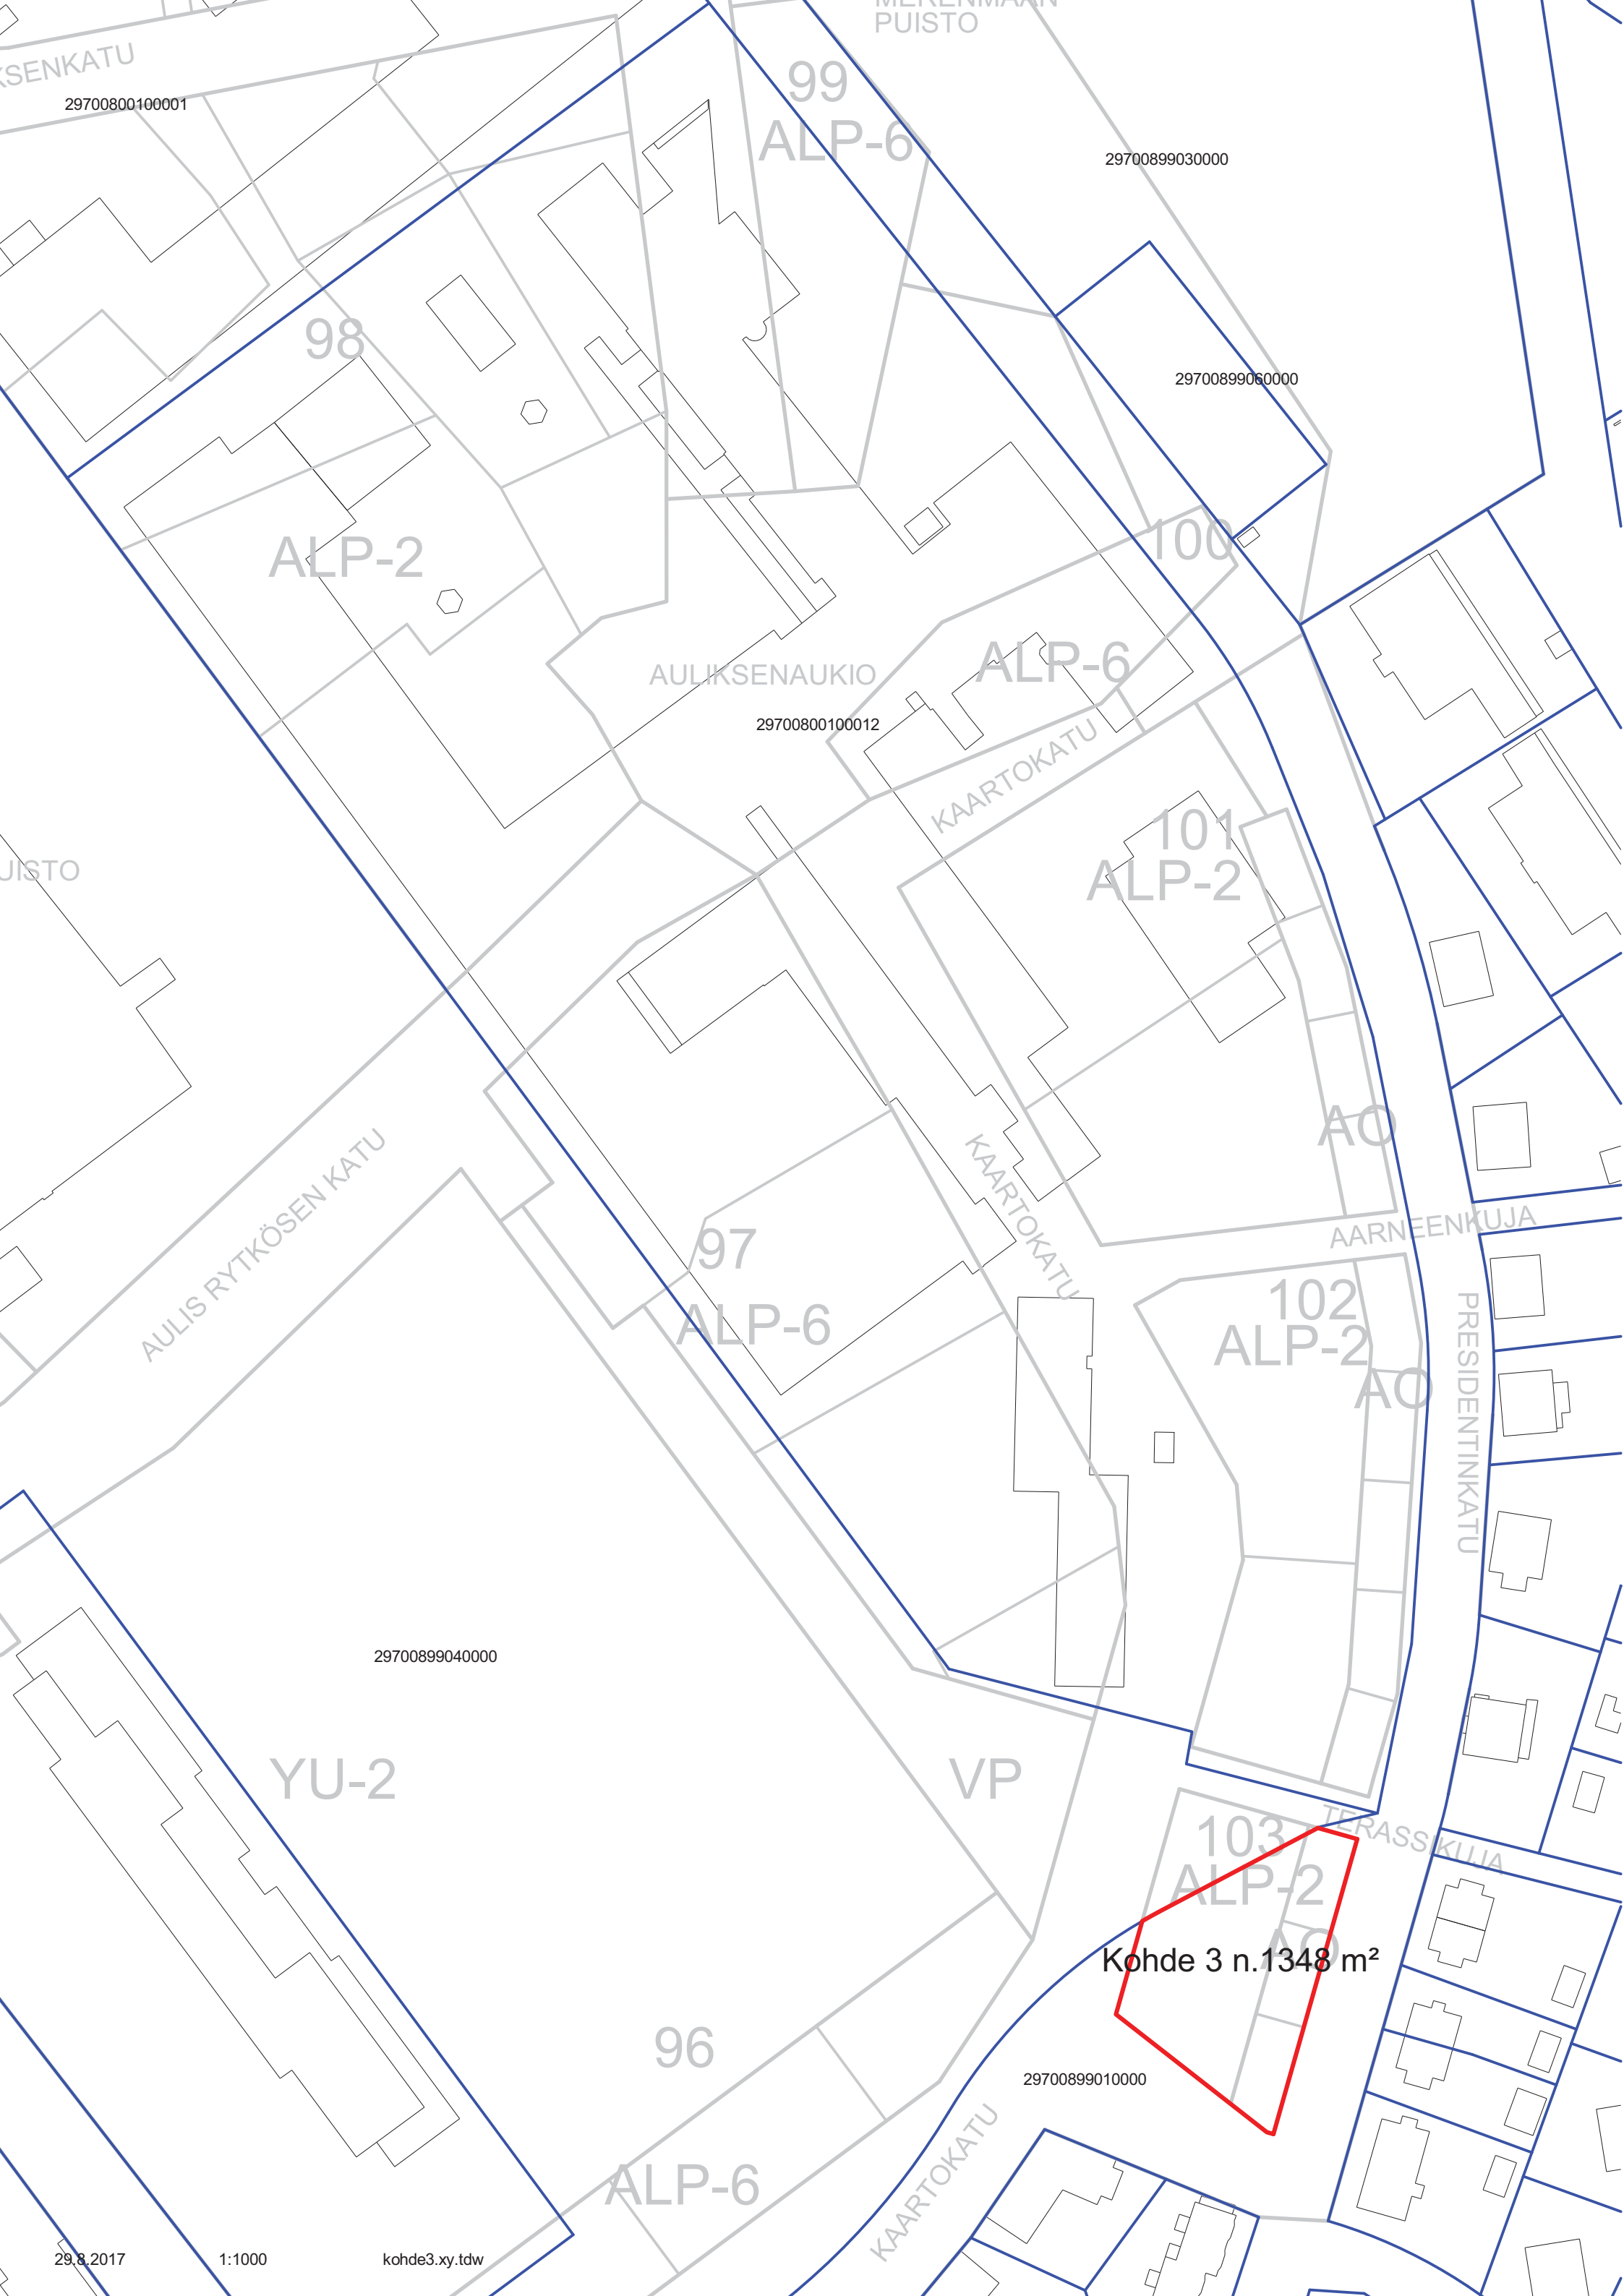 PUISTO
KSENKATU
29700800100001
99
ALP-6
29700899030000
29700899060000
98
100
ALP-2
ALP-6
AULIKSENAUKIO
29700800100012
KAARTOKATU
101
ALP-2
UISTO
AO
KAARTOKATU
AULIS RYTKÖSEN KATU
AARNEENKUJA
97
ALP-6
102
ALP-2
AO
PRESIDENTINKATU
29700899040000
YU-2
VP
TERASSIKUJA
103
ALP-2
AO
Kohde 3 n.1348 m²
96
29700899010000
ALP-6
KAARTOKATU
29.8.2017 1:1000 kohde3.xy.tdw